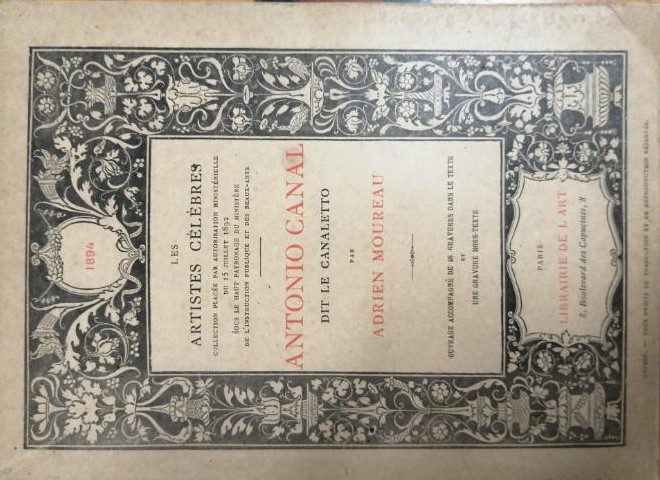 1894
LES
ARTISTES CÉLÈBRES
COLLECTION PLACÉE PAR AUTORISATION MINISTÉRIELLE
DU 15 JUILLET 1892
SOUS LE HAUT PATRONAGE DU MINISTÈRE
DE L'INSTRUCTION PUBLIQUE ET DES BEAUX-ARTS
ANTONIO CANAL
DIT LE CANALETTO
PAR
ADRIEN MOUREAU
OUVRAGE ACCOMPAGNÉ DE 48 GRAVURES DANS LE TEXTE
ET
UNE GRAVURE HORS-TEXTE
PARIS
LIBRAIRIE DE L'ART
8, Boulevard des Capucines, 8
TOUS DROITS DE TRADUCTION ET DE REPRODUCTION RÉSERVÉS.